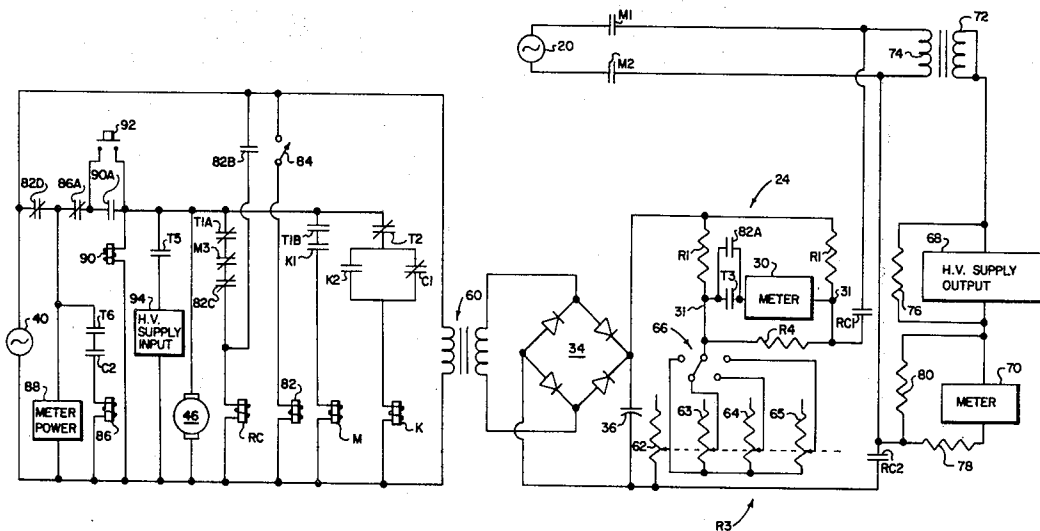 M1
72
20
M2
74
92
82B
84
82D
86A
90A
24
T1A
T1B
T2
82A
T5
M3
K1
R1
T3
30
METER
R1
68
H.V. SUPPLY
OUTPUT
90
K2
C1
60
31
31
76
82C
66
R4
RC1
40
T6
94
H.V.
SUPPLY
INPUT
34
C2
63
64
65
80
70
METER
88
METER
POWER
86
46
82
36
62
RC
M
K
RC2
78
R3